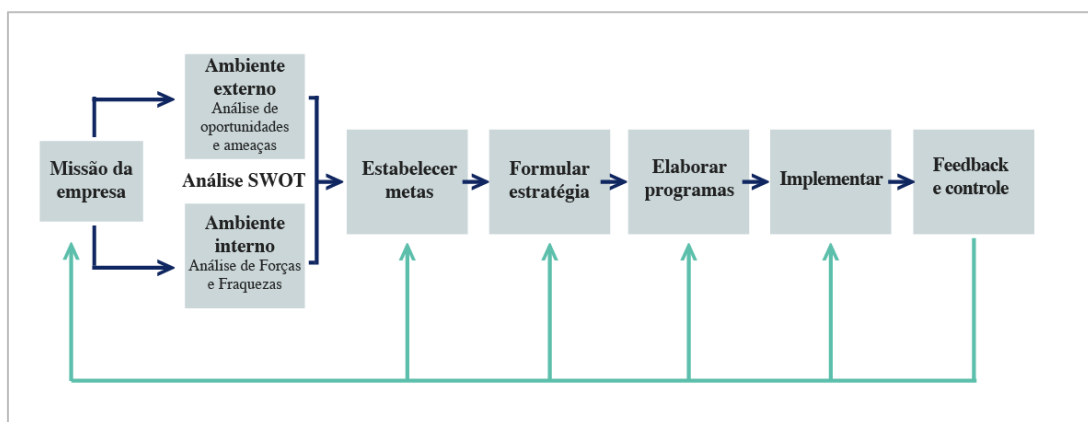 Missão da
empresa
Ambiente
externo
Análise de
oportunidades
e ameaças
Análise SWOT
Ambiente
interno
Análise de Forças
e Fraquezas
Estabelecer
metas
Formular
estratégia
Elaborar
programas
Implementar
Feedback
e controle